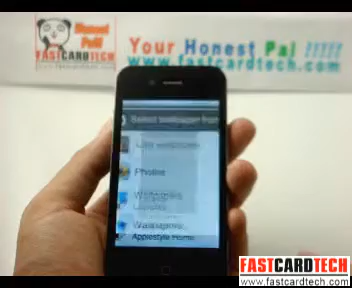 Honest
Pal!
FASTCARDTECH
Your Honest Pal !!!!!
www.fastcardtech.com
Select wallpaper from
Live wallpapers
Photos
Wallpapers
Wallpapers
Applestyle Home
FASTCARDTECH
www.fastcardtech.com